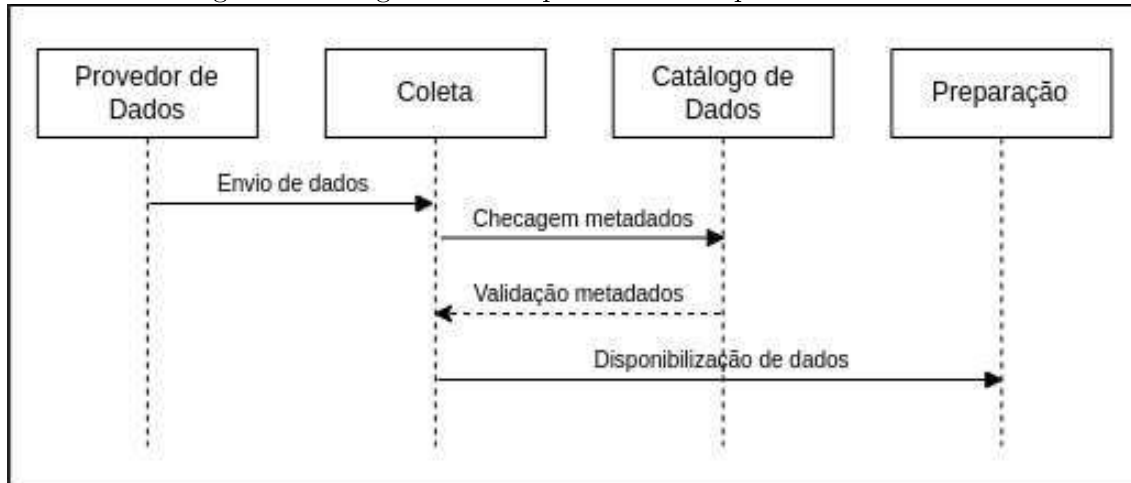 Provedor de
Dados
Coleta
Catálogo de
Dados
Preparação
Envio de dados
Checagem metadados
Validação metadados
Disponibilização de dados